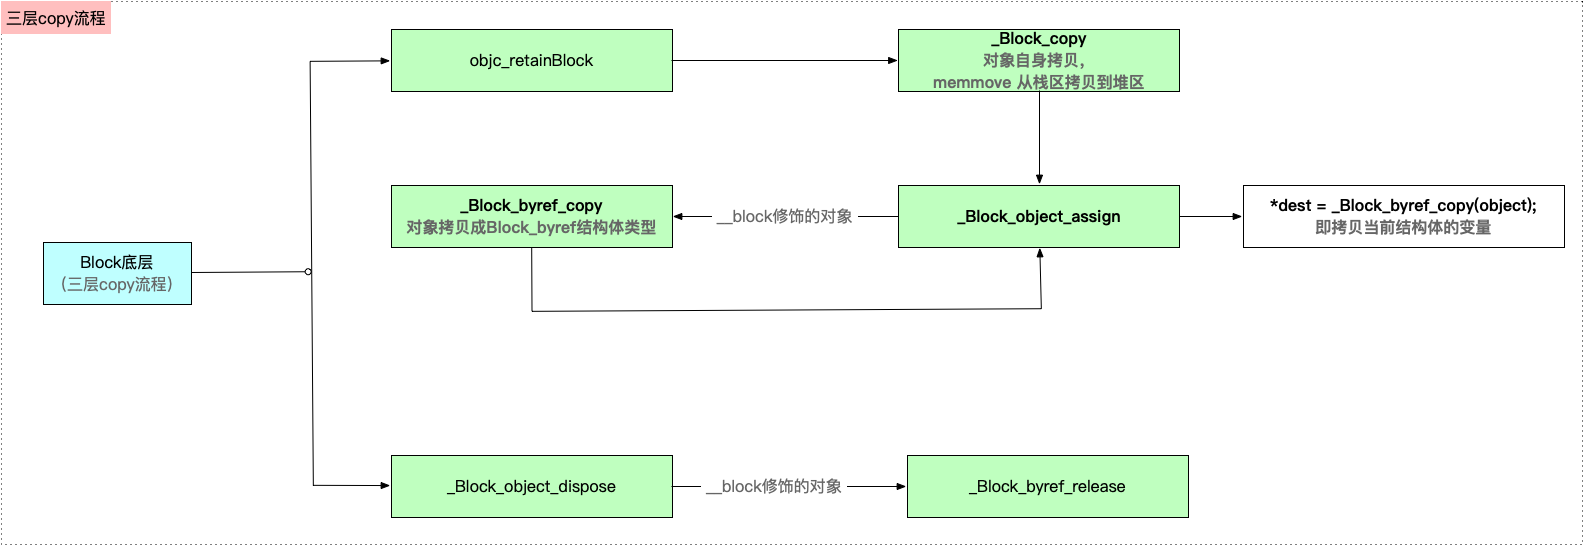 三层copy流程
objc_retainBlock
_Block_copy
对象自身拷贝，
memmove 从栈区拷贝到堆区
_Block_byref_copy
对象拷贝成Block_byref结构体类型
__block修饰的对象
_Block_object_assign
*dest = _Block_byref_copy(object);
即拷贝当前结构体的变量
Block底层
（三层copy流程）
_Block_object_dispose
__block修饰的对象
_Block_byref_release